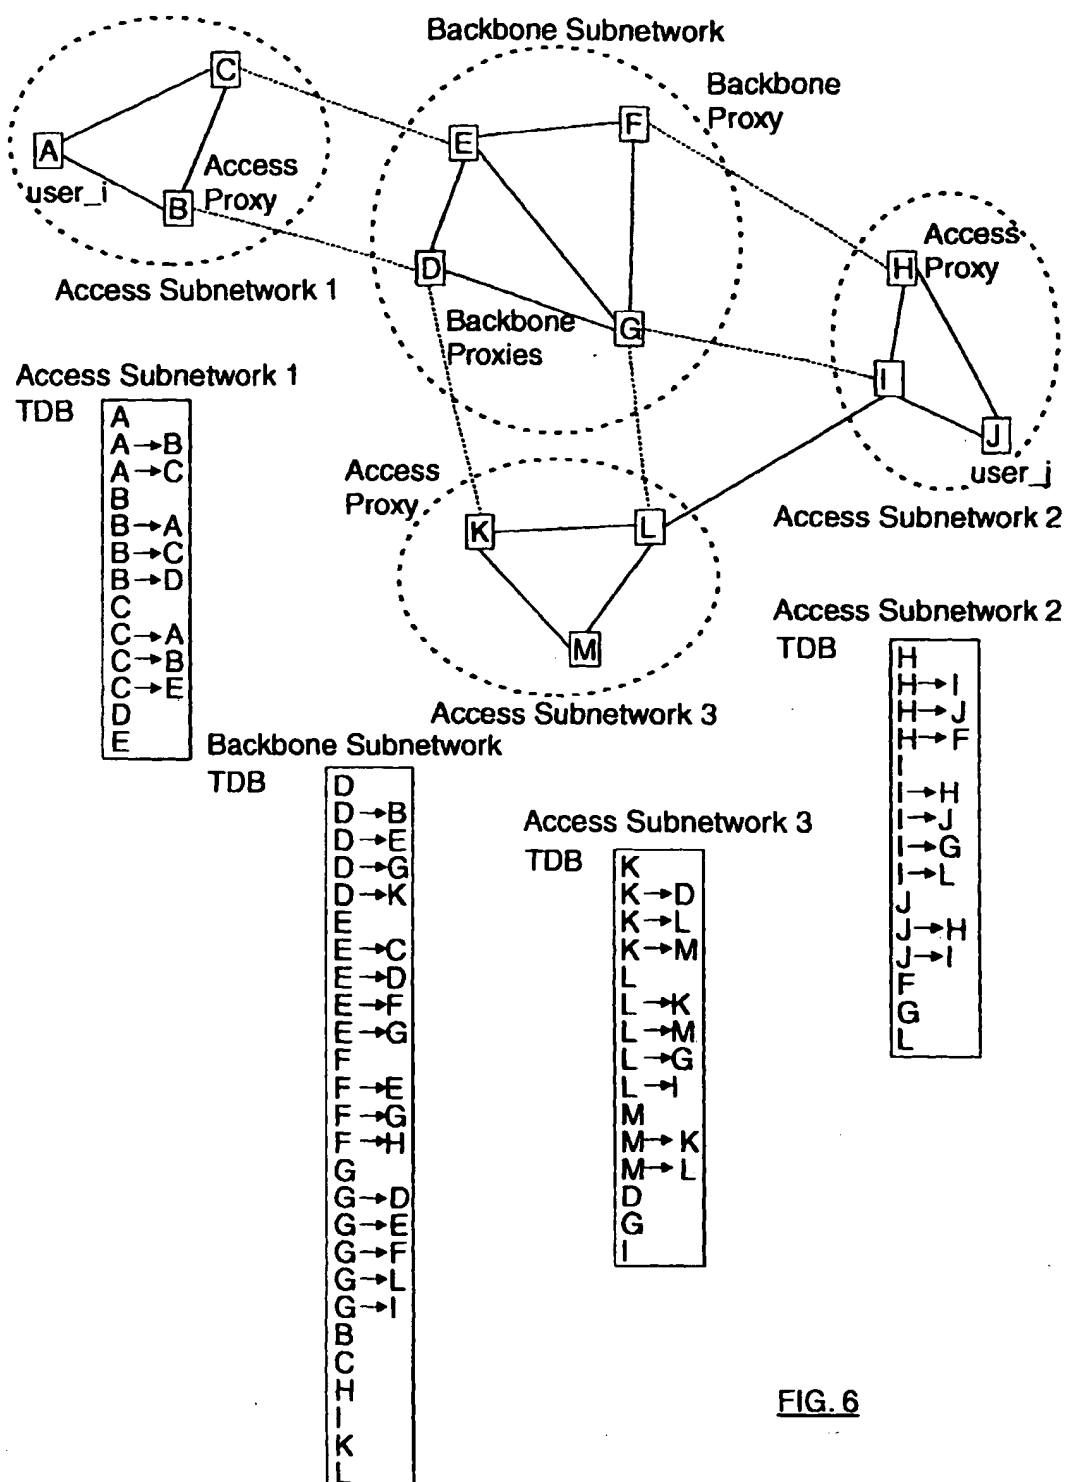 Backbone Subnetwork
C
Backbone
Proxy
F
E
A
Access
Proxy
user_i
B
Access
Proxy
H
D
Access Subnetwork 1
Backbone
Proxies
G
I
J
user_j
Access Subnetwork 1
TDB
A
A→B
A→C
B
B→A
B→C
B→D
C
C→A
C→B
C→E
D
E
Access
Proxy
K
L
M
Access Subnetwork 3
Access Subnetwork 2
Access Subnetwork 2
TDB
H
H→I
H→J
H→F
I
I→H
I→J
I→G
I→L
J
J→H
J→I
F
G
L
Backbone Subnetwork
TDB
D
D→B
D→E
D→G
D→K
E
E→C
E→D
E→F
E→G
F
F→E
F→G
F→H
G
G→D
G→E
G→F
G→L
G→I
B
C
H
I
K
L
Access Subnetwork 3
TDB
K
K→D
K→L
K→M
L
L→K
L→M
L→G
L→I
M
M→K
M→L
D
G
I
FIG. 6